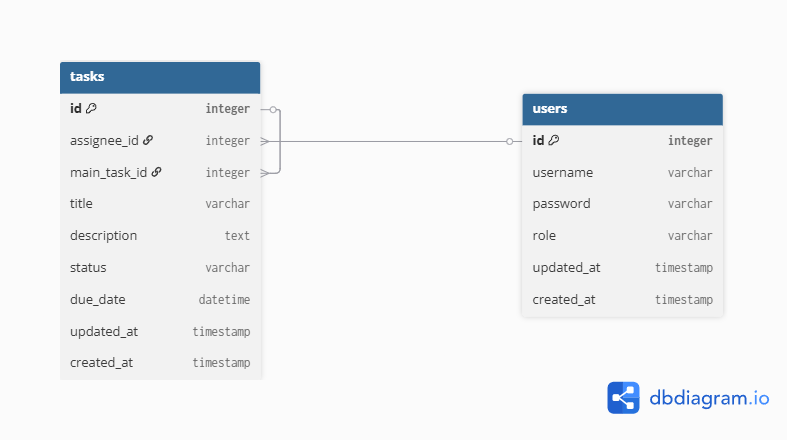 tasks
id integer
assignee_id integer
main_task_id integer
title varchar
description text
status varchar
due_date datetime
updated_at timestamp
created_at timestamp
users
id integer
username varchar
password varchar
role varchar
updated_at timestamp
created_at timestamp
dbdiagram.io